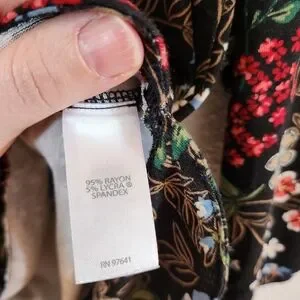 95% RAYON
5% LYCRA ®
SPANDEX
RN 97641